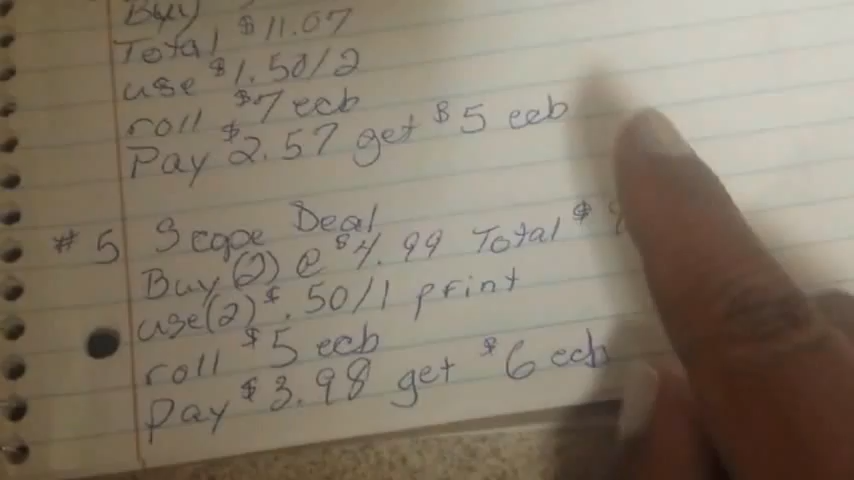 Buy
Total $11.07
use $1.50/2
roll $7 ecb
Pay $2.57 get $5 ecb
#5 Scope Deal
Buy (2) @ $4.99 Total $
use (2) $.50/1 print
roll $5 ecb
Pay $3.98 get $6 ecb